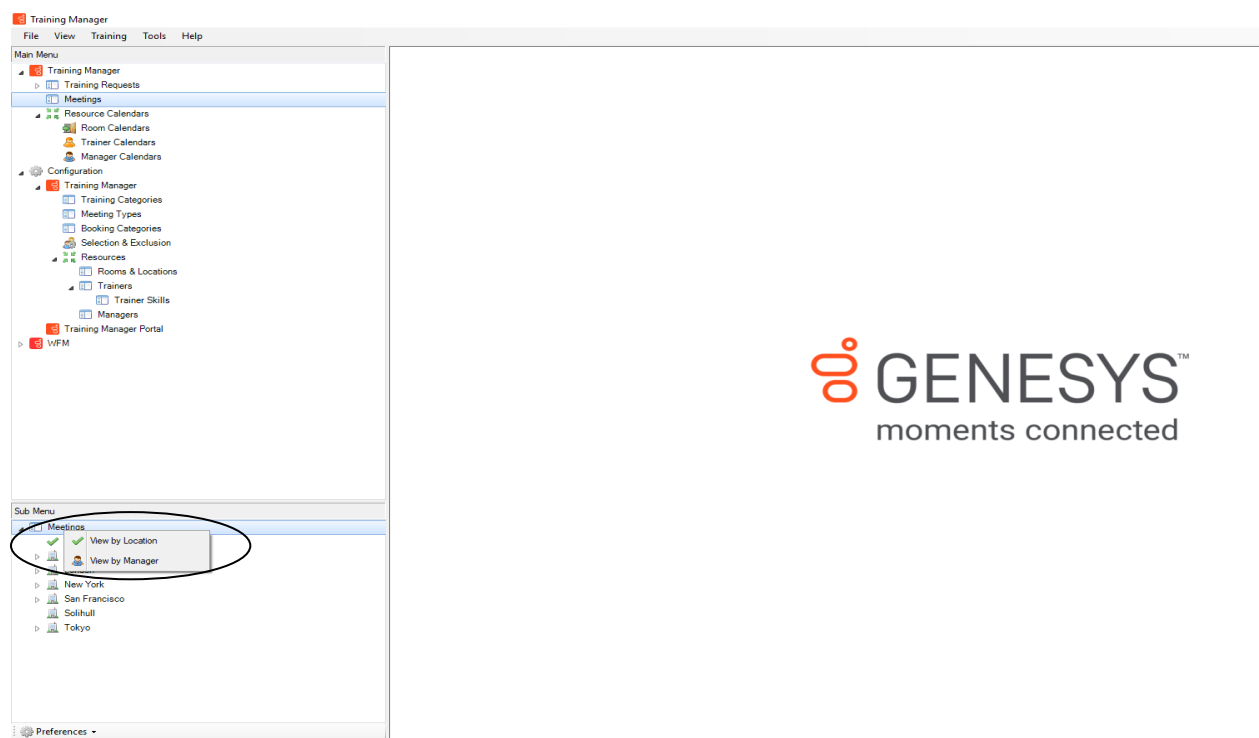 Training Manager
File View Training Tools Help
Main Menu
Training Manager
Training Requests
Meetings
Resource Calendars
Room Calendars
Trainer Calendars
Manager Calendars
Configuration
Training Manager
Training Categories
Meeting Types
Booking Categories
Selection & Exclusion
Resources
Rooms & Locations
Trainers
Trainer Skills
Managers
Training Manager Portal
WFM
GENESYS™
moments connected
Sub Menu
Meetings
View by Location
View by Manager
New York
San Francisco
Solihull
Tokyo
Preferences